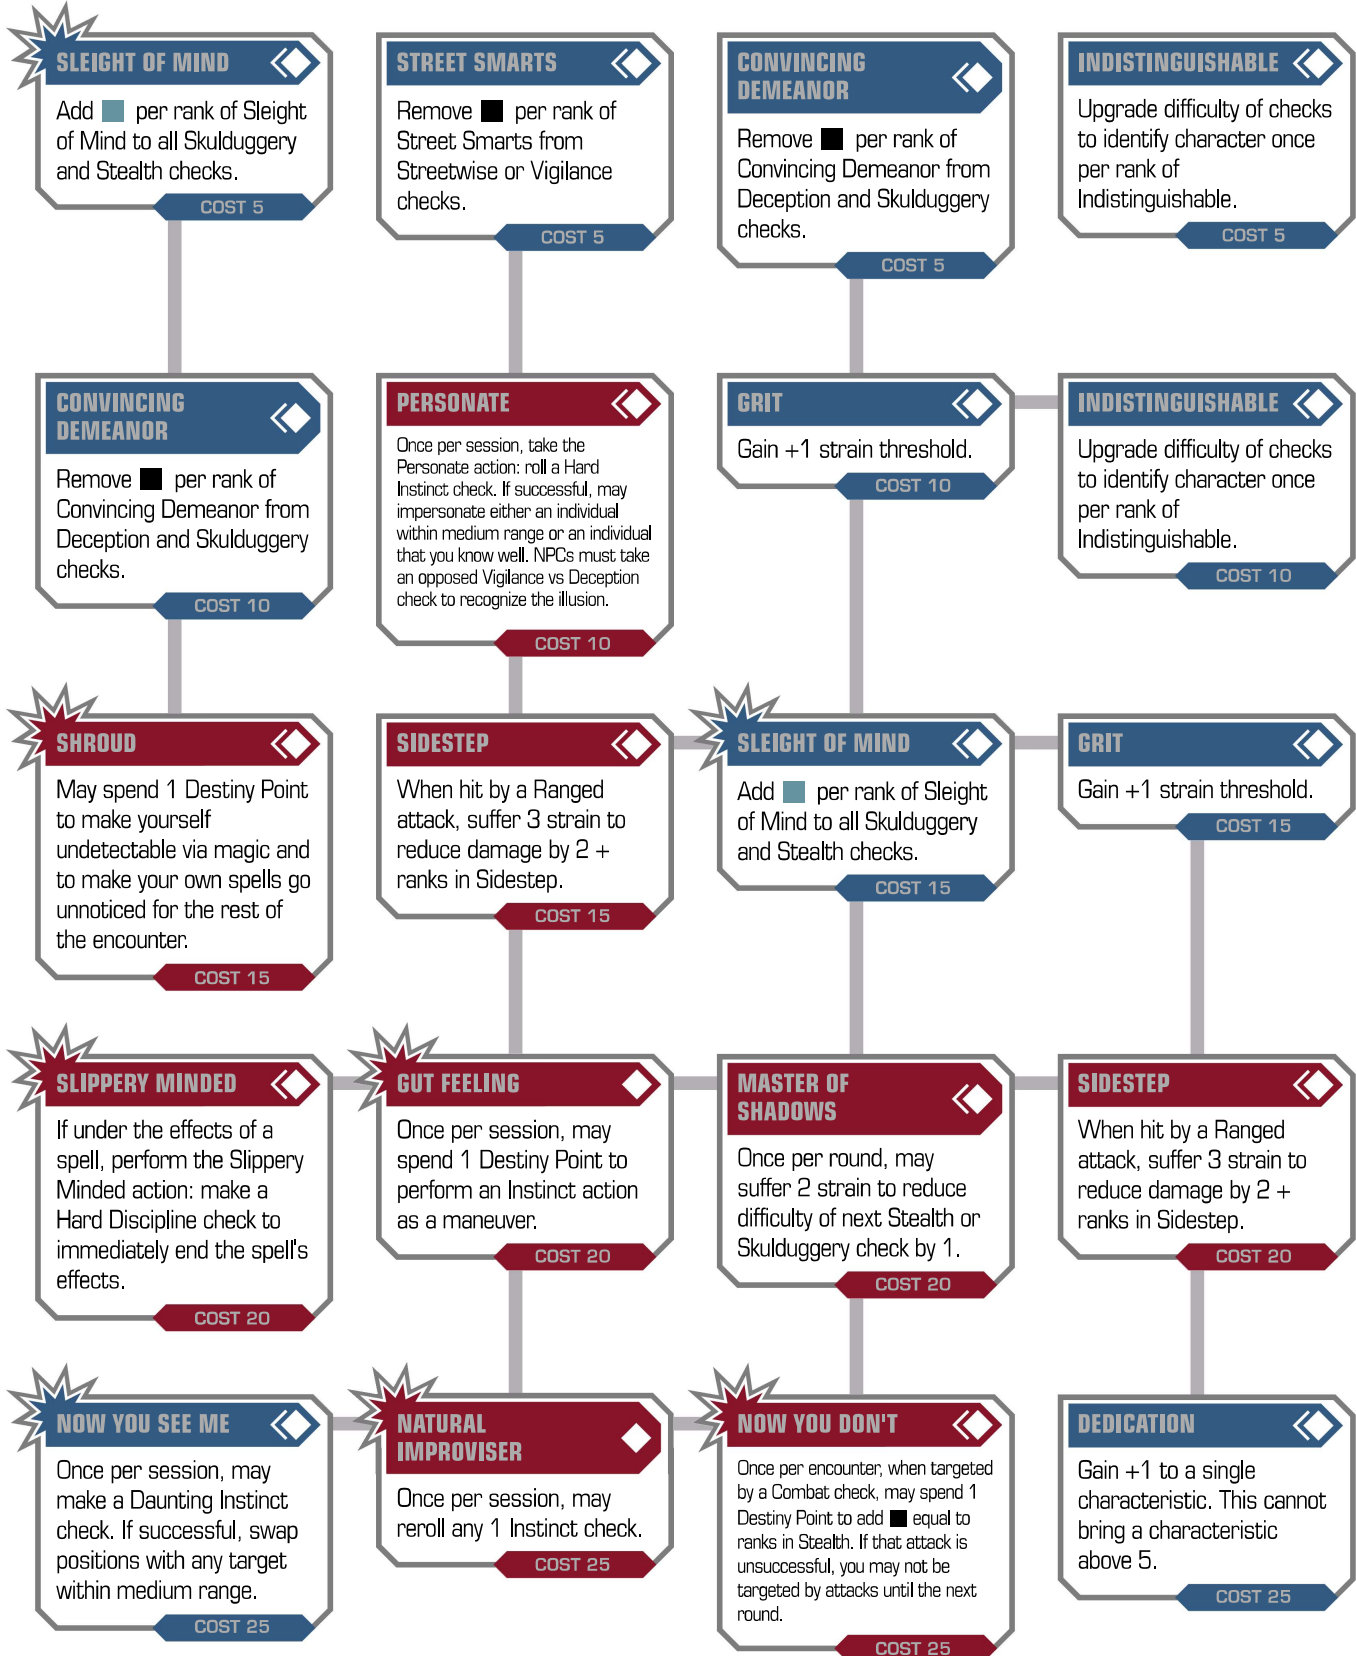 SLEIGHT OF MIND
Add per rank of Sleight
of Mind to all Skulduggery
and Stealth checks.
COST 5
STREET SMARTS
Remove per rank of
Street Smarts from
Streetwise or Vigilance
checks.
COST 5
CONVINCING
DEMEANOR
Remove per rank of
Convincing Demeanor from
Deception and Skulduggery
checks.
COST 5
INDISTINGUISHABLE
Upgrade difficulty of checks
to identify character once
per rank of
Indistinguishable.
COST 5
CONVINCING
DEMEANOR
Remove per rank of
Convincing Demeanor from
Deception and Skulduggery
checks.
COST 10
PERSONATE
Once per session, take the
Personate action: roll a Hard
Instinct check. If successful, may
impersonate either an individual
within medium range or an individual
that you know well. NPCs must take
an opposed Vigilance vs Deception
check to recognize the illusion.
COST 10
GRIT
Gain +1 strain threshold.
COST 10
INDISTINGUISHABLE
Upgrade difficulty of checks
to identify character once
per rank of
Indistinguishable.
COST 10
SHROUD
May spend 1 Destiny Point
to make yourself
undetectable via magic and
to make your own spells go
unnoticed for the rest of
the encounter.
COST 15
SIDESTEP
When hit by a Ranged
attack, suffer 3 strain to
reduce damage by 2 +
ranks in Sidestep.
COST 15
SLEIGHT OF MIND
Add per rank of Sleight
of Mind to all Skulduggery
and Stealth checks.
COST 15
GRIT
Gain +1 strain threshold.
COST 15
SLIPPERY MINDED
If under the effects of a
spell, perform the Slippery
Minded action: make a
Hard Discipline check to
immediately end the spell's
effects.
COST 20
GUT FEELING
Once per session, may
spend 1 Destiny Point to
perform an Instinct action
as a maneuver.
COST 20
MASTER OF
SHADOWS
Once per round, may
suffer 2 strain to reduce
difficulty of next Stealth or
Skulduggery check by 1.
COST 20
SIDESTEP
When hit by a Ranged
attack, suffer 3 strain to
reduce damage by 2 +
ranks in Sidestep.
COST 20
NOW YOU SEE ME
Once per session, may
make a Daunting Instinct
check. If successful, swap
positions with any target
within medium range.
COST 25
NATURAL
IMPROVISER
Once per session, may
reroll any 1 Instinct check.
COST 25
NOW YOU DON'T
Once per encounter, when targeted
by a Combat check, may spend 1
Destiny Point to add equal to
ranks in Stealth. If that attack is
unsuccessful, you may not be
targeted by attacks until the next
round.
COST 25
DEDICATION
Gain +1 to a single
characteristic. This cannot
bring a characteristic
above 5.
COST 25